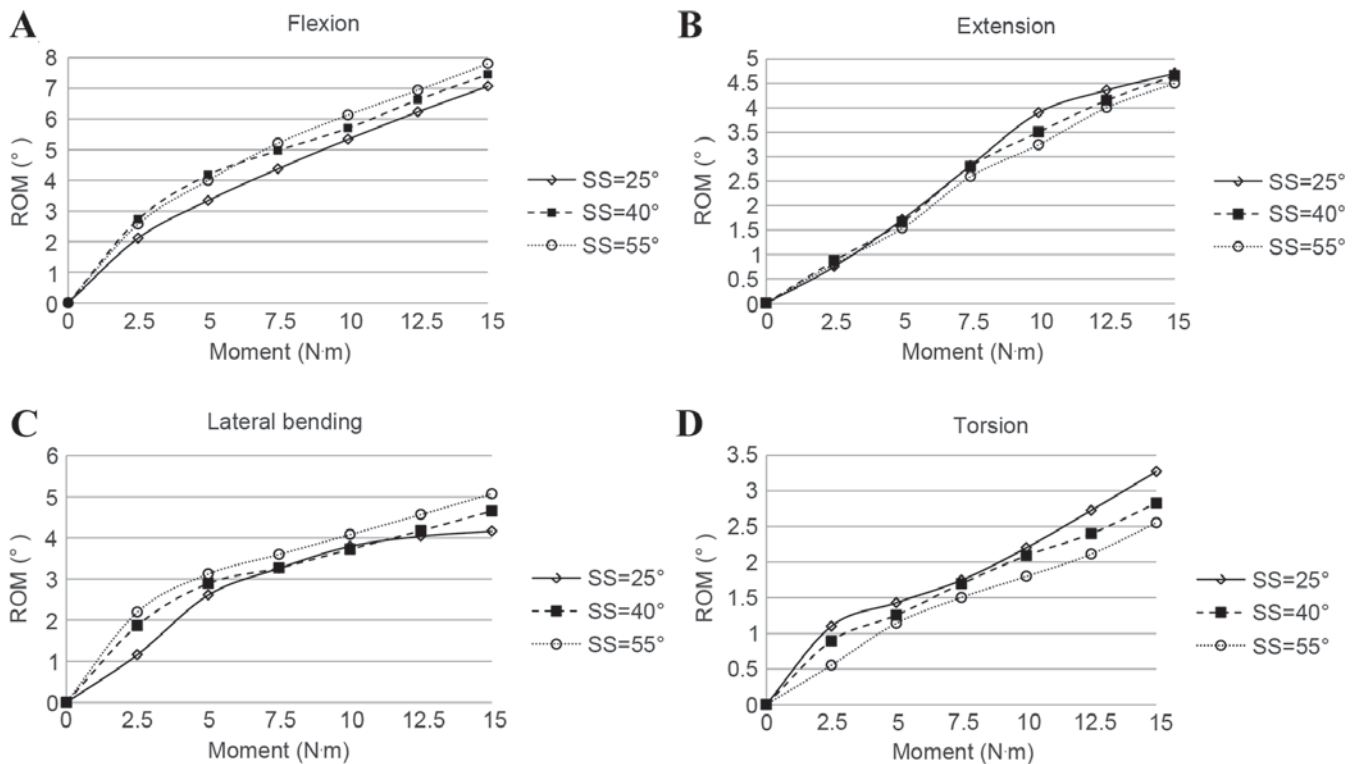 A
Flexion
8
7
6
5
4
3
2
1
0
ROM (°)
0 2.5 5 7.5 10 12.5 15
Moment (N·m)
SS=25°
SS=40°
SS=55°
B
Extension
5
4.5
4
3.5
3
2.5
2
1.5
1
0.5
0
ROM (°)
0 2.5 5 7.5 10 12.5 15
Moment (N·m)
SS=25°
SS=40°
SS=55°
C
Lateral bending
6
5
4
3
2
1
0
ROM (°)
0 2.5 5 7.5 10 12.5 15
Moment (N·m)
SS=25°
SS=40°
SS=55°
D
Torsion
3.5
3
2.5
2
1.5
1
0.5
0
ROM (°)
0 2.5 5 7.5 10 12.5 15
Moment (N·m)
SS=25°
SS=40°
SS=55°